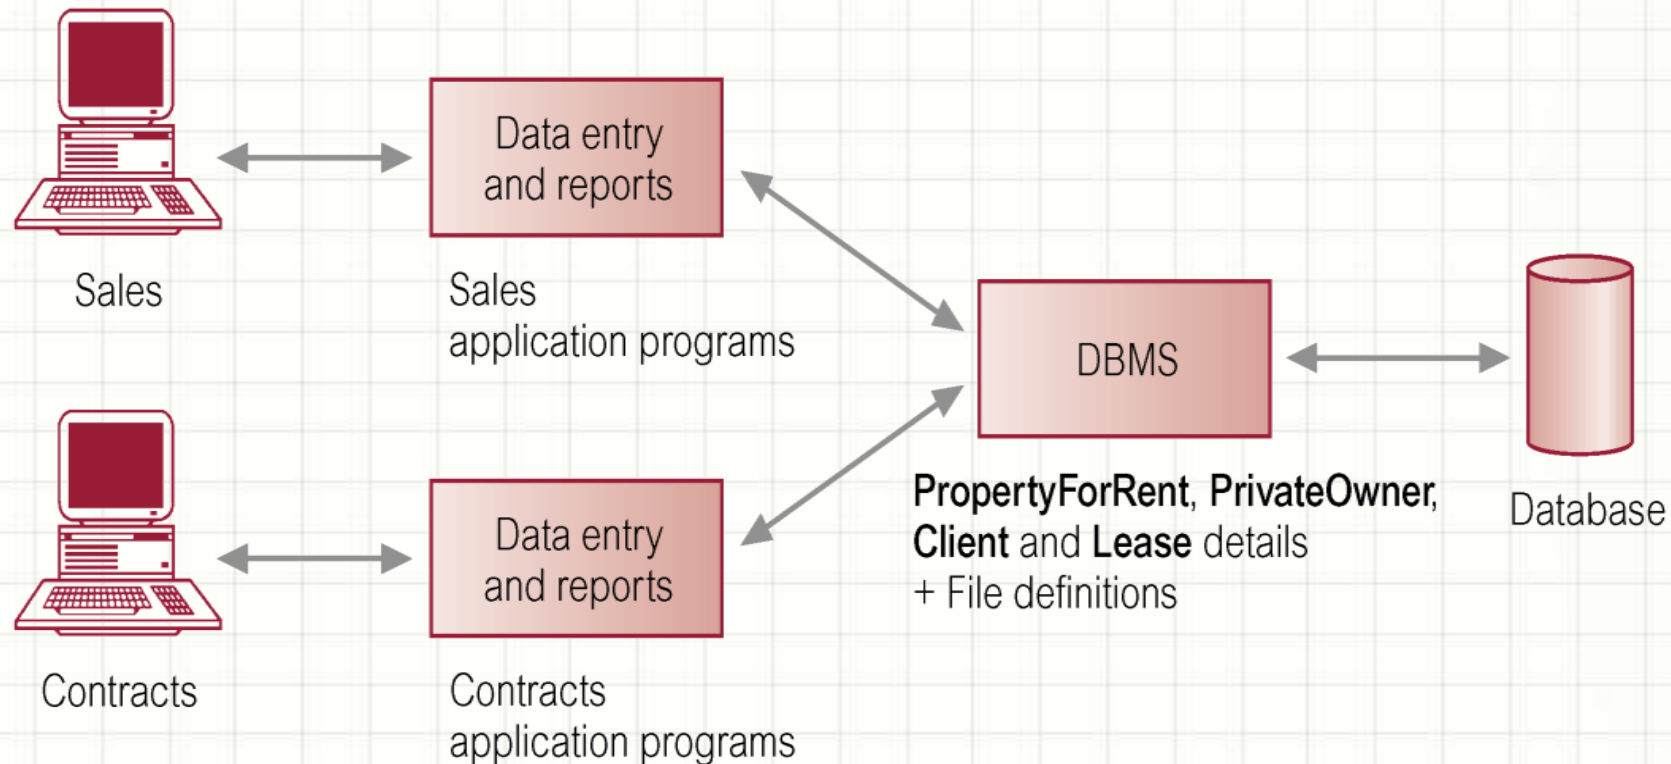 Data entry
and reports
Sales
Sales
application programs
DBMS
PropertyForRent, PrivateOwner,
Client and Lease details
+ File definitions
Database
Data entry
and reports
Contracts
Contracts
application programs